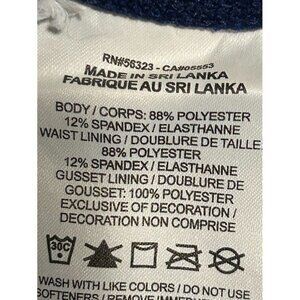 RN#56323 - CA#05553
MADE IN SRI LANKA
FABRIQUE AU SRI LANKA
BODY / CORPS: 88% POLYESTER
12% SPANDEX / ELASTHANNE
WAIST LINING / DOUBLURE DE TAILLE
88% POLYESTER
12% SPANDEX / ELASTHANNE
GUSSET LINING / DOUBLURE DE
GOUSSET: 100% POLYESTER
EXCLUSIVE OF DECORATION /
DECORATION NON COMPRISE
30C
WASH WITH LIKE COLORS / DO NOT USE
SOFTENERS / REMOVE